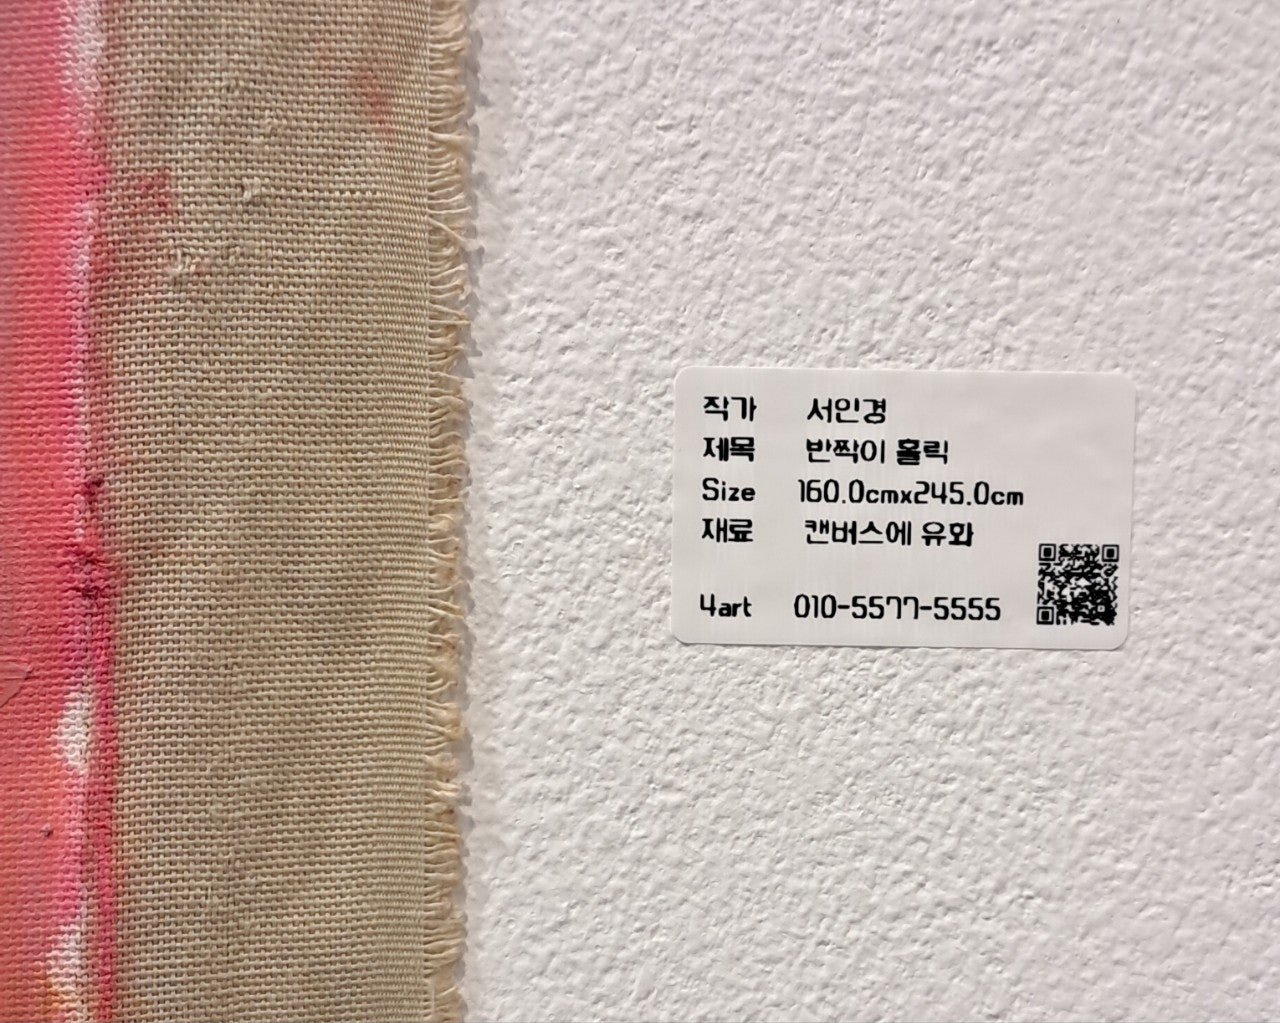 작가 서인경
제목 반짝이 홀릭
Size 160.0cmx245.0cm
재료 캔버스에 유화
4art 010-5577-5555